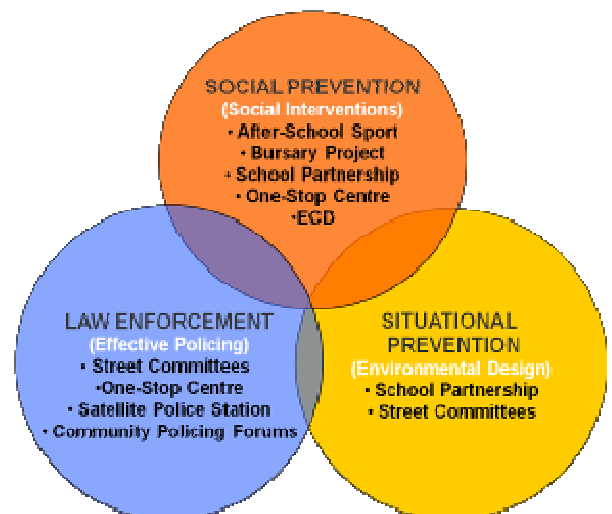 SOCIAL PREVENTION
(Social Interventions)
• After-School Sport
• Bursary Project
• School Partnership
• One-Stop Centre
•ECD
LAW ENFORCEMENT
(Effective Policing)
• Street Committees
•One-Stop Centre
• Satellite Police Station
• Community Policing Forums
SITUATIONAL
PREVENTION
(Environmental Design)
• School Partnership
• Street Committees